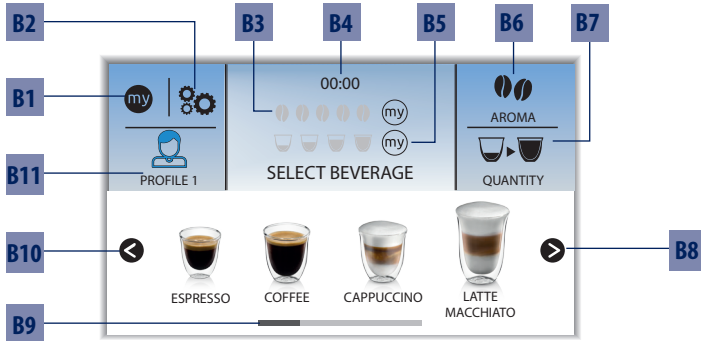 B2
B3
B4
B5
B6
B7
B1
my
00:00
my
AROMA
my
B11
PROFILE 1
SELECT BEVERAGE
QUANTITY
B10
B8
ESPRESSO
COFFEE
CAPPUCCINO
LATTE
MACCHIATO
B9